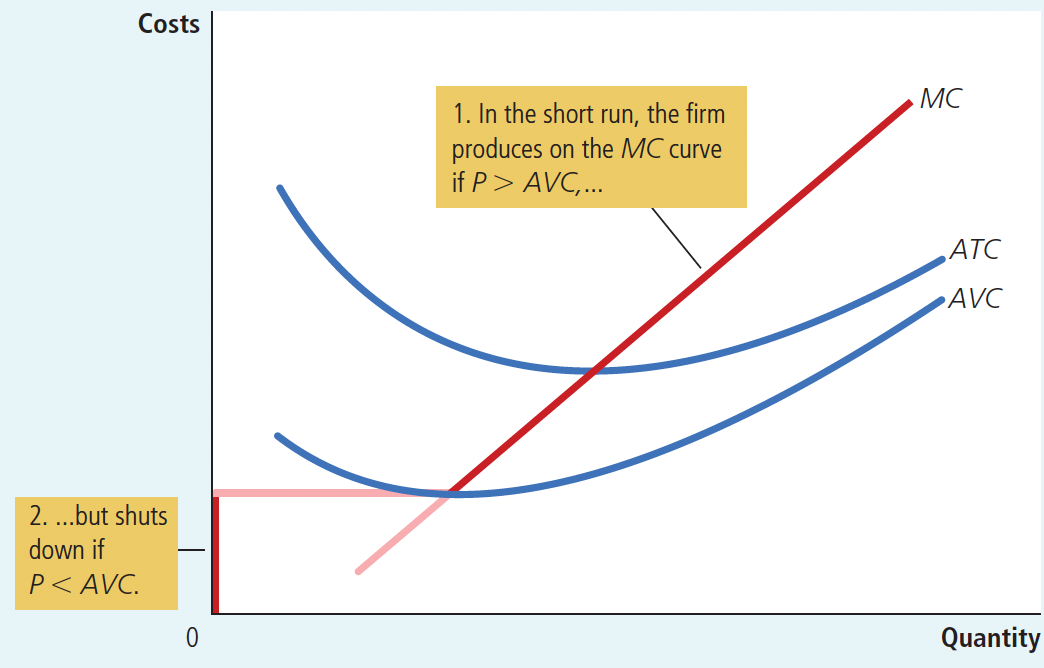 Costs
MC
1. In the short run, the firm
produces on the MC curve
if P > AVC,...
ATC
AVC
2. ...but shuts
down if
P < AVC.
0
Quantity